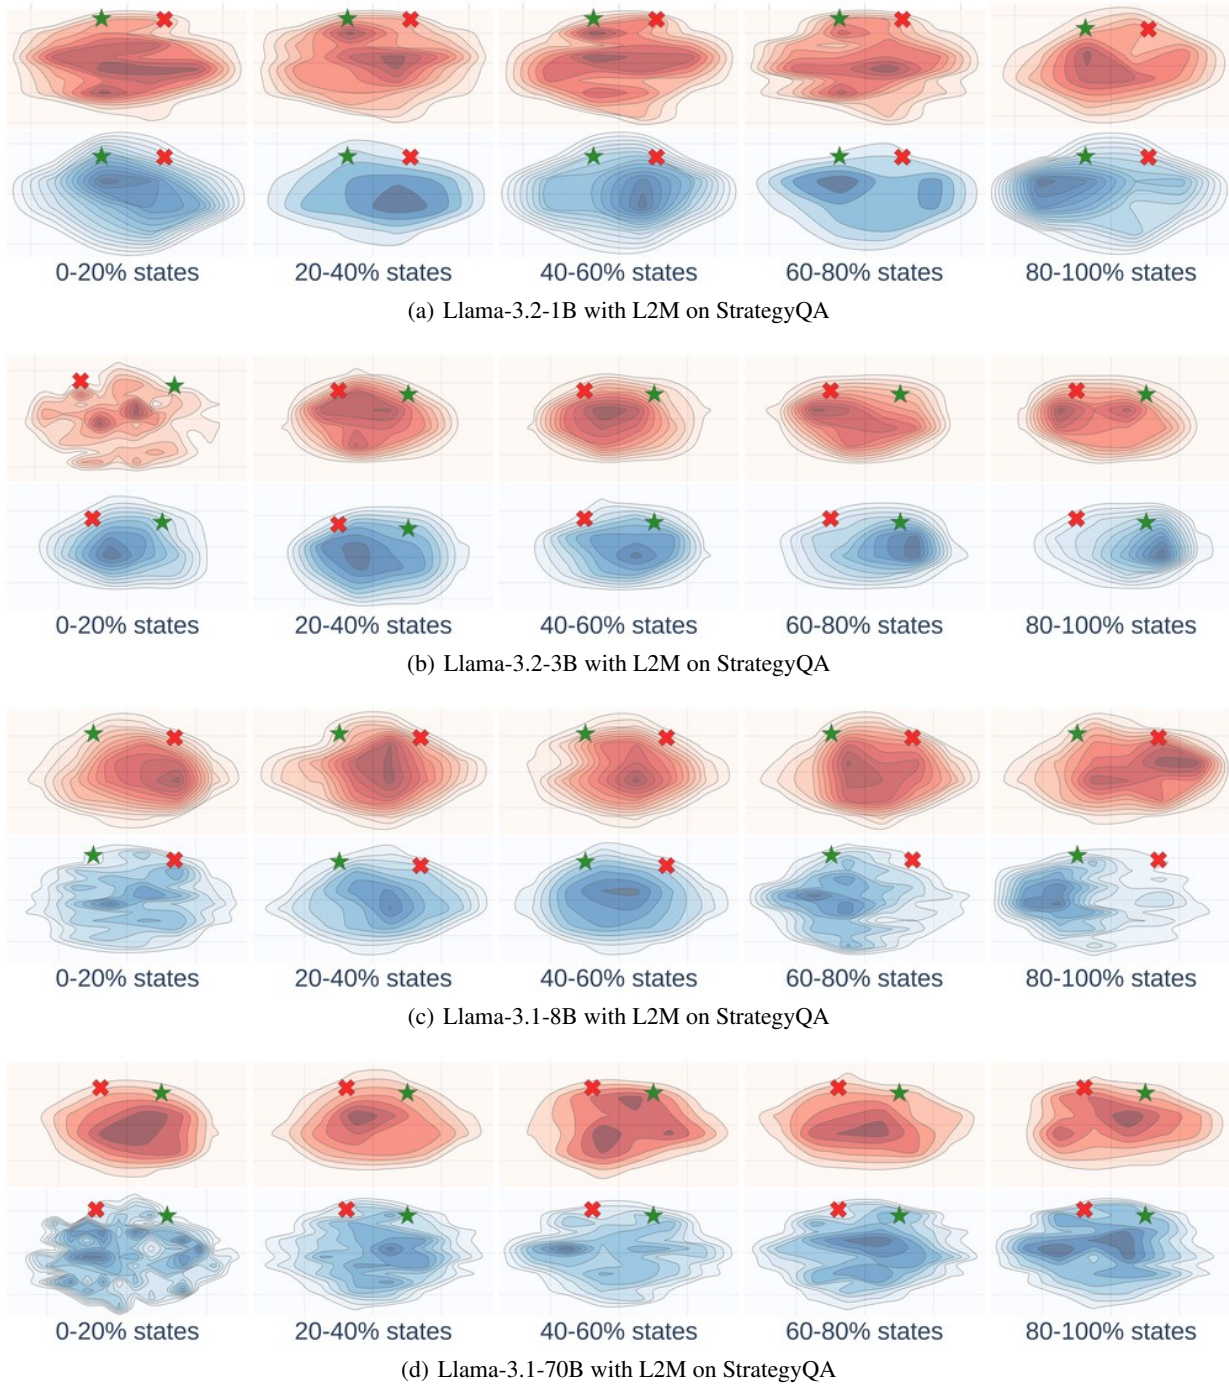 0-20% states 20-40% states 40-60% states 60-80% states 80-100% states
(a) Llama-3.2-1B with L2M on StrategyQA
0-20% states 20-40% states 40-60% states 60-80% states 80-100% states
(b) Llama-3.2-3B with L2M on StrategyQA
0-20% states 20-40% states 40-60% states 60-80% states 80-100% states
(c) Llama-3.1-8B with L2M on StrategyQA
0-20% states 20-40% states 40-60% states 60-80% states 80-100% states
(d) Llama-3.1-70B with L2M on StrategyQA